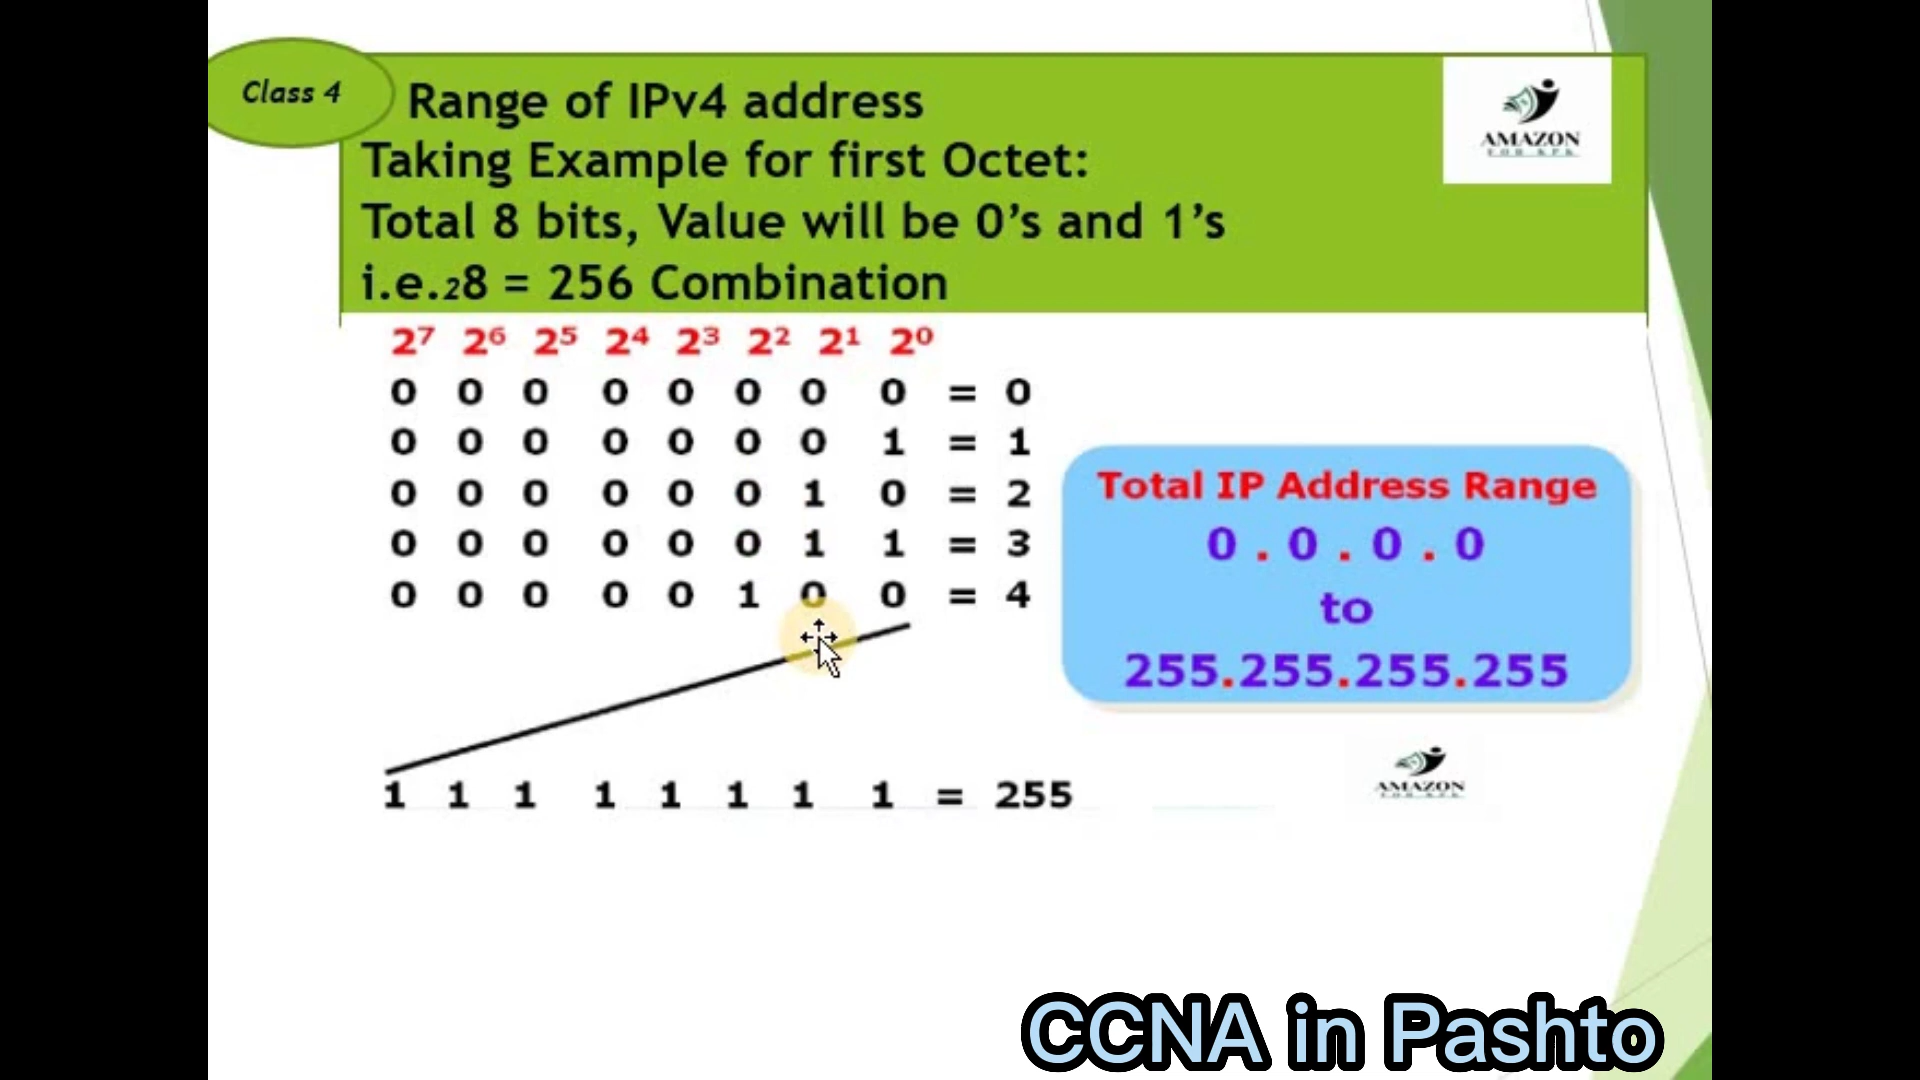 Class 4
Range of IPv4 address
Taking Example for first Octet:
Total 8 bits, Value will be 0's and 1's
i.e.₂8 = 256 Combination
AMAZON
FOR KPK
2⁷ 2⁶ 2⁵ 2⁴ 2³ 2² 2¹ 2⁰
0 0 0 0 0 0 0 0 = 0
0 0 0 0 0 0 0 1 = 1
0 0 0 0 0 0 1 0 = 2
0 0 0 0 0 0 1 1 = 3
0 0 0 0 0 1 0 0 = 4
1 1 1 1 1 1 1 1 = 255
Total IP Address Range
0 . 0 . 0 . 0
to
255.255.255.255
AMAZON
FOR KPK
CCNA in Pashto